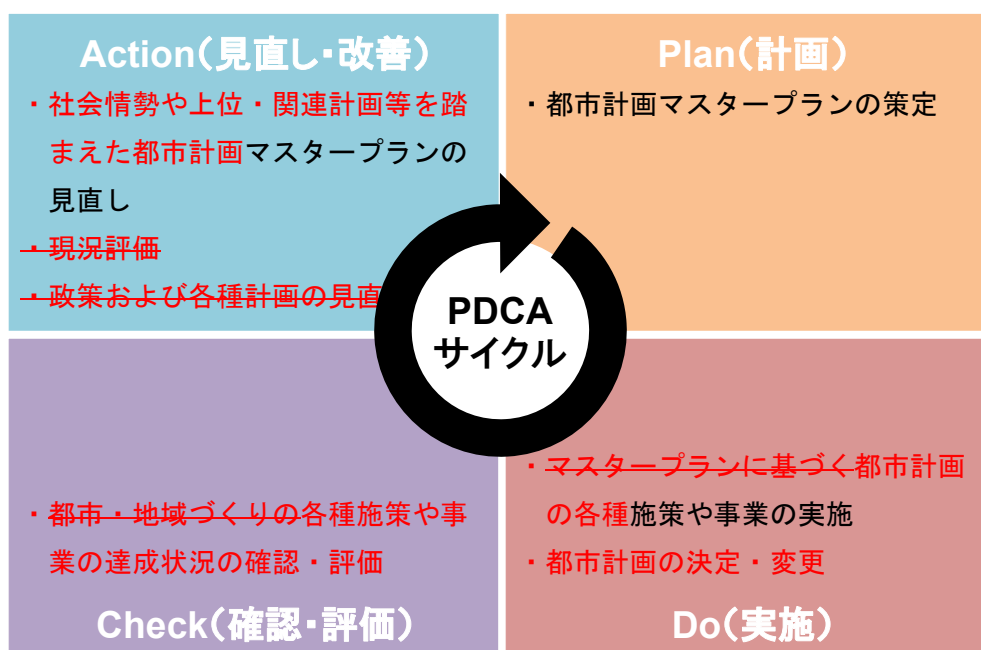 Action（見直し・改善）
・社会情勢や上位・関連計画等を踏
まえた都市計画マスタープランの
見直し
・現況評価
・政策および各種計画の見直
Plan（計画）
・都市計画マスタープランの策定
PDCA
サイクル
・都市・地域づくりの各種施策や事
業の達成状況の確認・評価
Check（確認・評価）
・マスタープランに基づく都市計画
の各種施策や事業の実施
・都市計画の決定・変更
Do（実施）